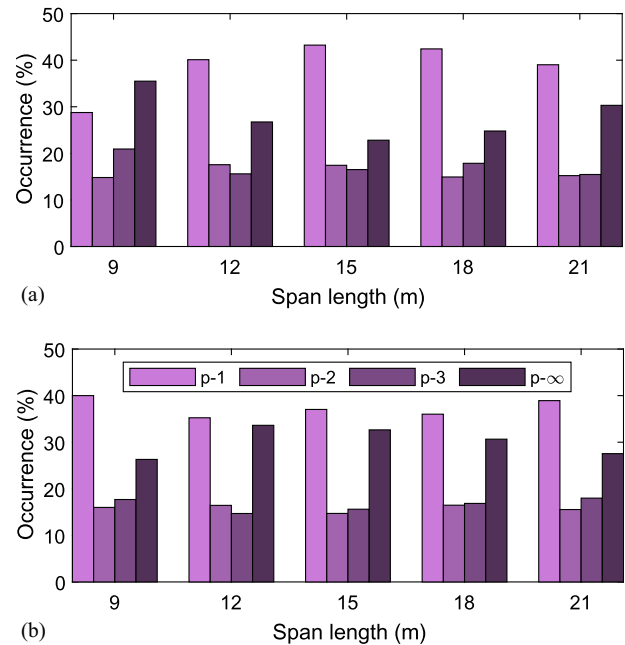 50
40
30
20
10
0
Occurrence (%)
9 12 15 18 21
Span length (m)
(a)
50
40
30
20
10
0
Occurrence (%)
p-1 p-2 p-3 p-∞
9 12 15 18 21
Span length (m)
(b)